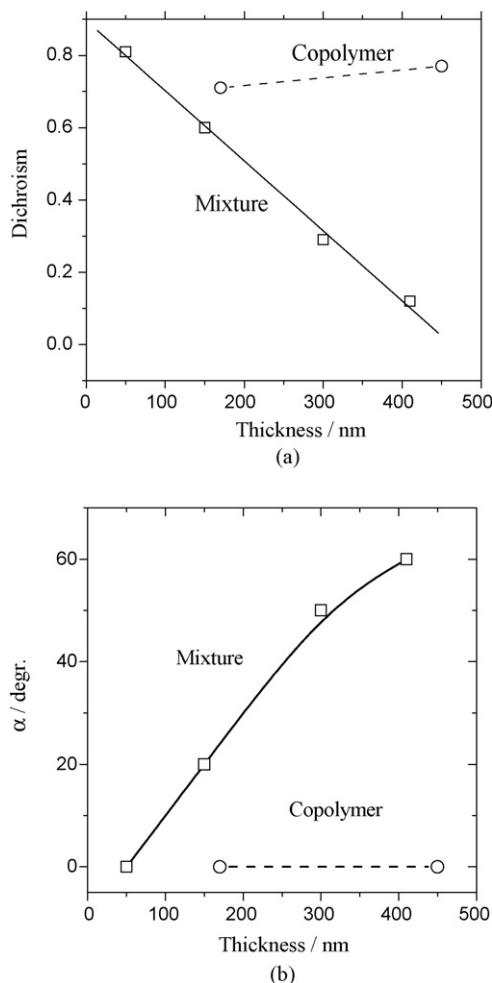 0.8
0.6
0.4
0.2
0.0
Dichroism
Copolymer
Mixture
0 100 200 300 400 500
Thickness / nm
(a)
60
40
20
0
α / degr.
Mixture
Copolymer
0 100 200 300 400 500
Thickness / nm
(b)